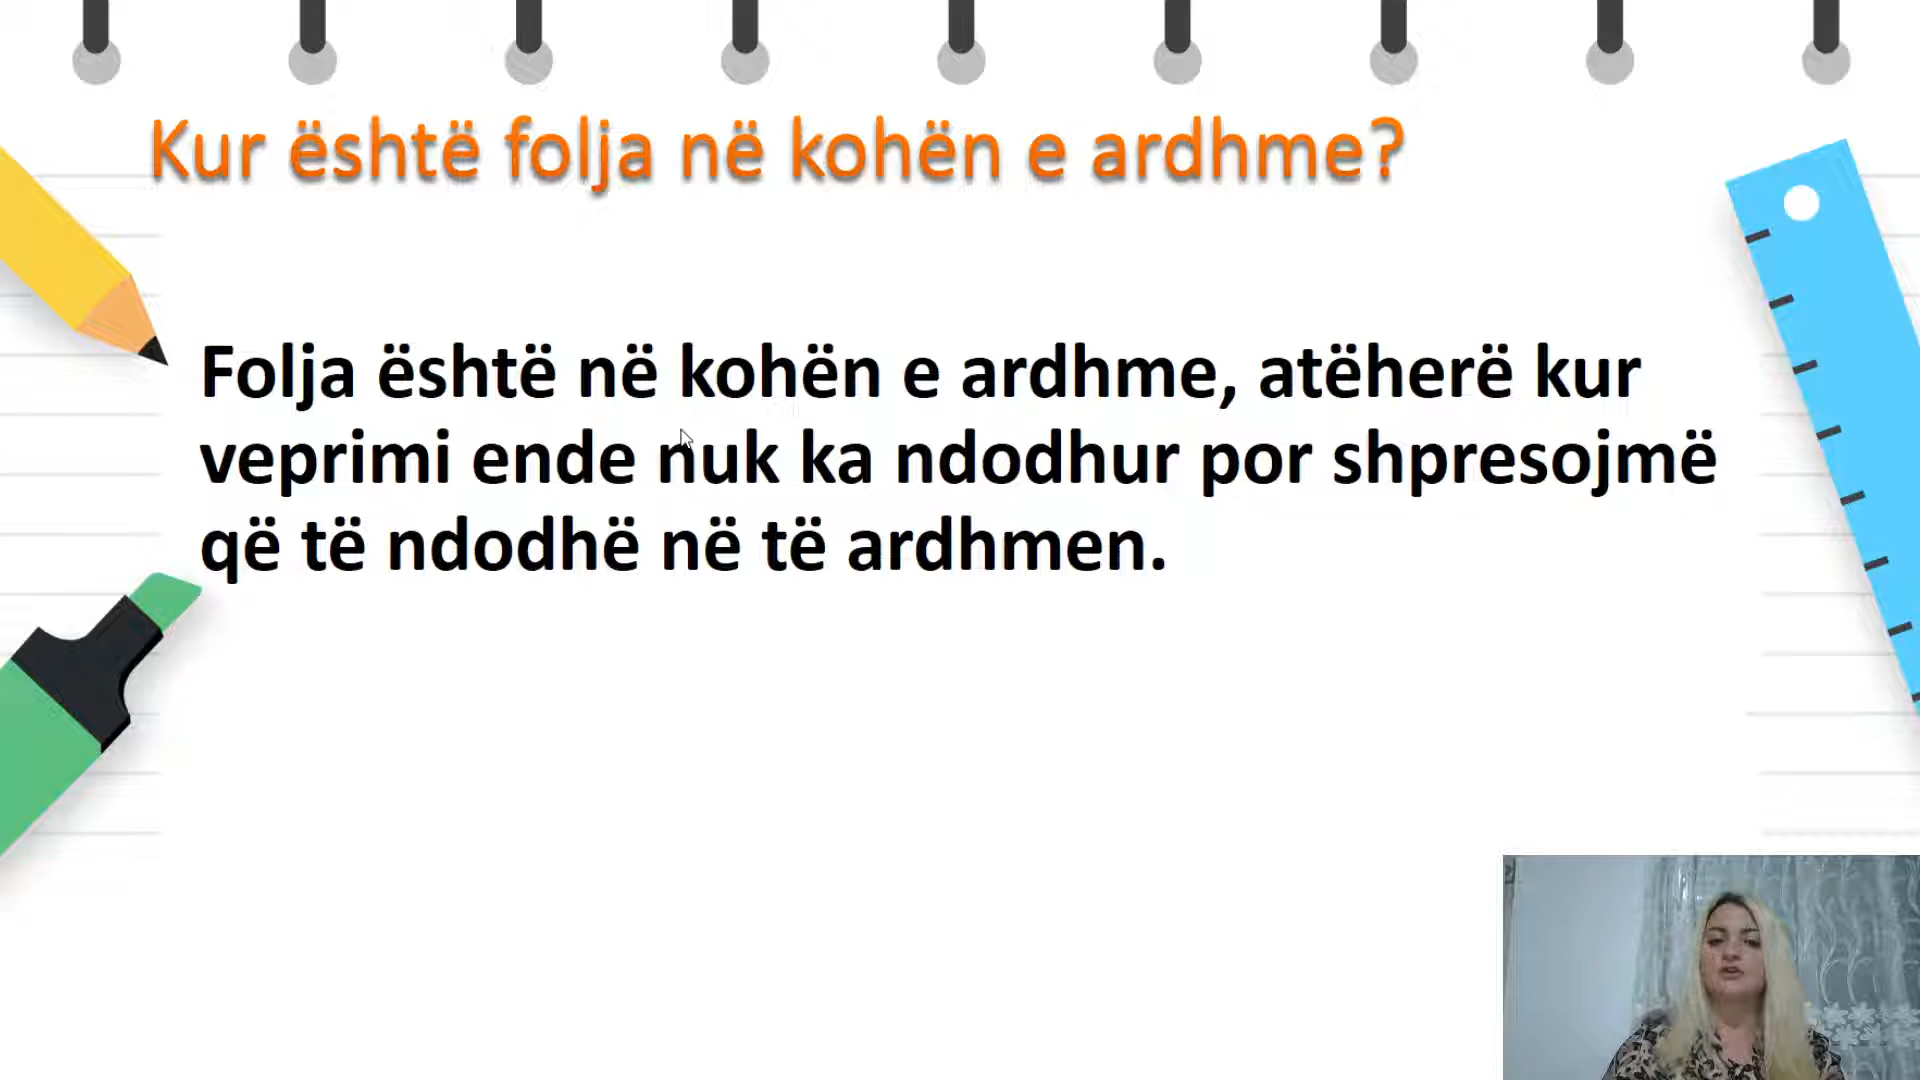 Kur është folja në kohën e ardhme?
Folja është në kohën e ardhme, atëherë kur
veprimi ende nuk ka ndodhur por shpresojmë
që të ndodhë në të ardhmen.